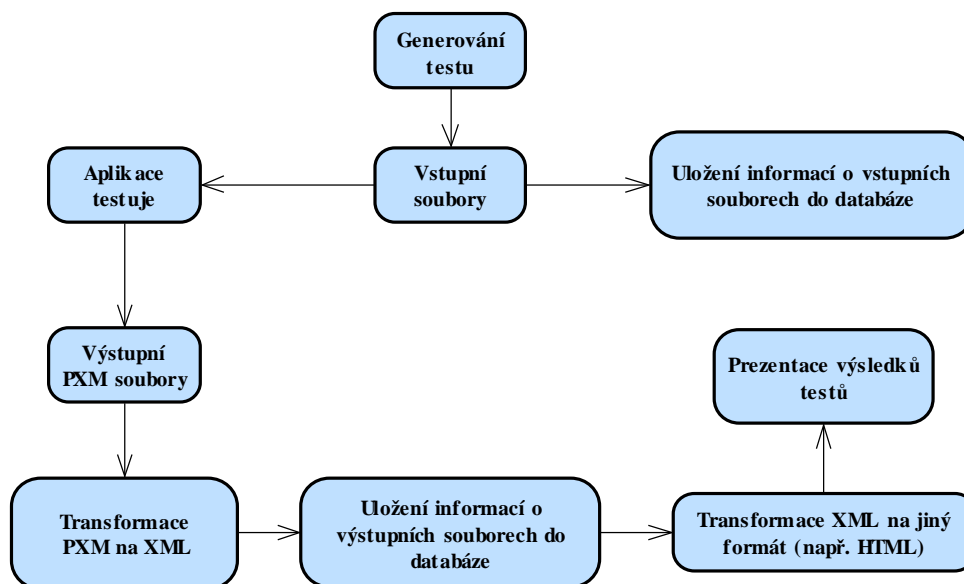 Generování
testu
Aplikace
testuje
Vstupní
soubory
Uložení informací o vstupních
souborech do databáze
Výstupní
PXM soubory
Prezentace výsledků
testů
Transformace
PXM na XML
Uložení informací o
výstupních souborech do
databáze
Transformace XML na jiný
formát (např. HTML)